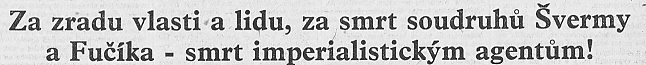 Za zradu vlasti a lidu, za smrt soudruhů Švermy
a Fučíka - smrt imperialistickým agentům!